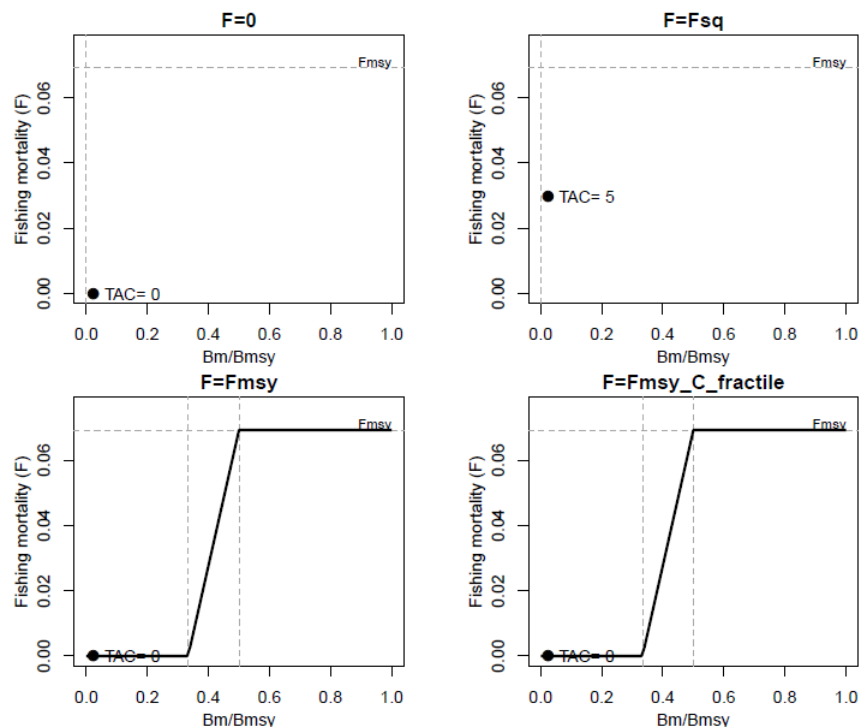 F=0
Fmsy
Fishing mortality (F)
0.06
0.04
0.02
0.00
TAC= 0
0.0 0.2 0.4 0.6 0.8 1.0
Bm/Bmsy
F=Fsq
Fmsy
Fishing mortality (F)
0.06
0.04
0.02
0.00
TAC= 5
0.0 0.2 0.4 0.6 0.8 1.0
Bm/Bmsy
F=Fmsy
Fmsy
Fishing mortality (F)
0.06
0.04
0.02
0.00
TAC= 0
0.0 0.2 0.4 0.6 0.8 1.0
Bm/Bmsy
F=Fmsy_C_fractile
Fmsy
Fishing mortality (F)
0.06
0.04
0.02
0.00
TAC= 0
0.0 0.2 0.4 0.6 0.8 1.0
Bm/Bmsy